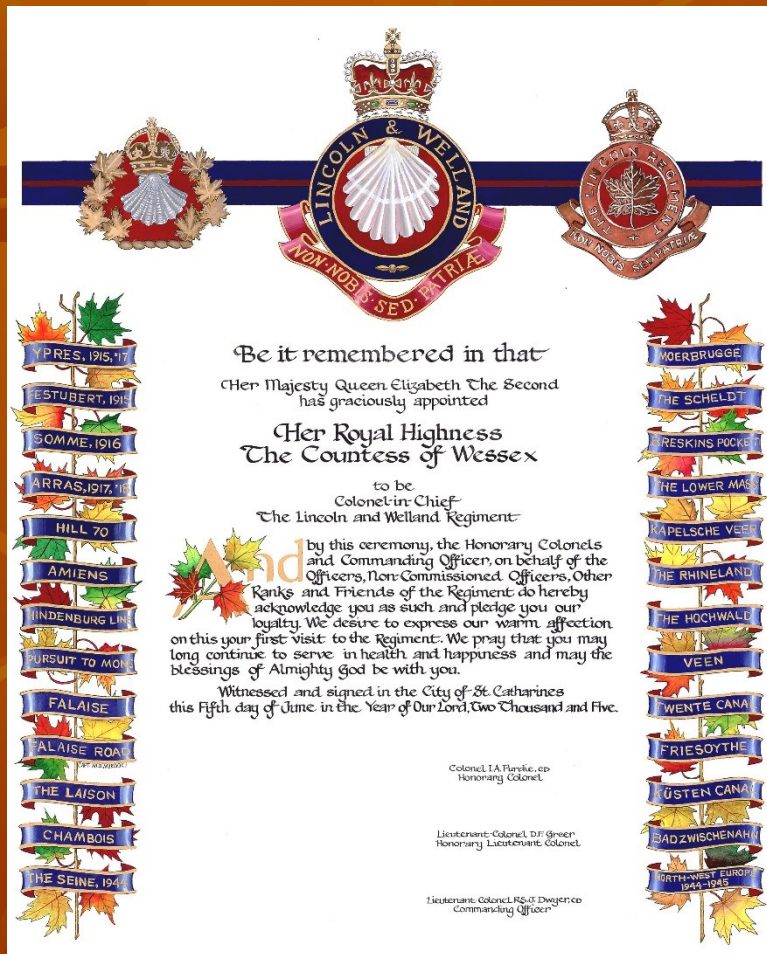 LINCOLN & WELLAND
NON·NOBIS·SED·PATRIÆ
THE LINCOLN REGIMENT
NON NOBIS SED PATRIÆ
YPRES, 1915, '17
FESTUBERT, 1915
SOMME, 1916
ARRAS, 1917, '18
HILL 70
AMIENS
HINDENBURG LINE
PURSUIT TO MONS
FALAISE
FALAISE ROAD
THE LAISON
CHAMBOIS
THE SEINE, 1944
Be it remembered in that
Her Majesty Queen Elizabeth The Second
has graciously appointed
Her Royal Highness
The Countess of Wessex
to be
Colonel-in-Chief
The Lincoln and Welland Regiment
And by this ceremony, the Honorary Colonels
and Commanding Officer, on behalf of the
Officers, Non-Commissioned Officers, Other
Ranks and Friends of the Regiment do hereby
acknowledge you as such and pledge you our
loyalty. We desire to express our warm affection
on this your first visit to the Regiment. We pray that you may
long continue to serve in health and happiness and may the
blessings of Almighty God be with you.
Witnessed and signed in the City of St. Catharines
this Fifth day of June in the Year of Our Lord, Two Thousand and Five.
Colonel I.A. Purdie, CD
Honorary Colonel
Lieutenant-Colonel D.F. Greer
Honorary Lieutenant Colonel
Lieutenant Colonel R.S.J. Dwyer, CD
Commanding Officer
MOERBRUGGE
THE SCHELDT
BRESKINS POCKET
THE LOWER MAAS
KAPELSCHE VEER
THE RHINELAND
THE HOCHWALD
VEEN
TWENTE CANAL
FRIESOYTHE
KÜSTEN CANAL
BAD ZWISCHENAHN
NORTH-WEST EUROPE
1944-1945